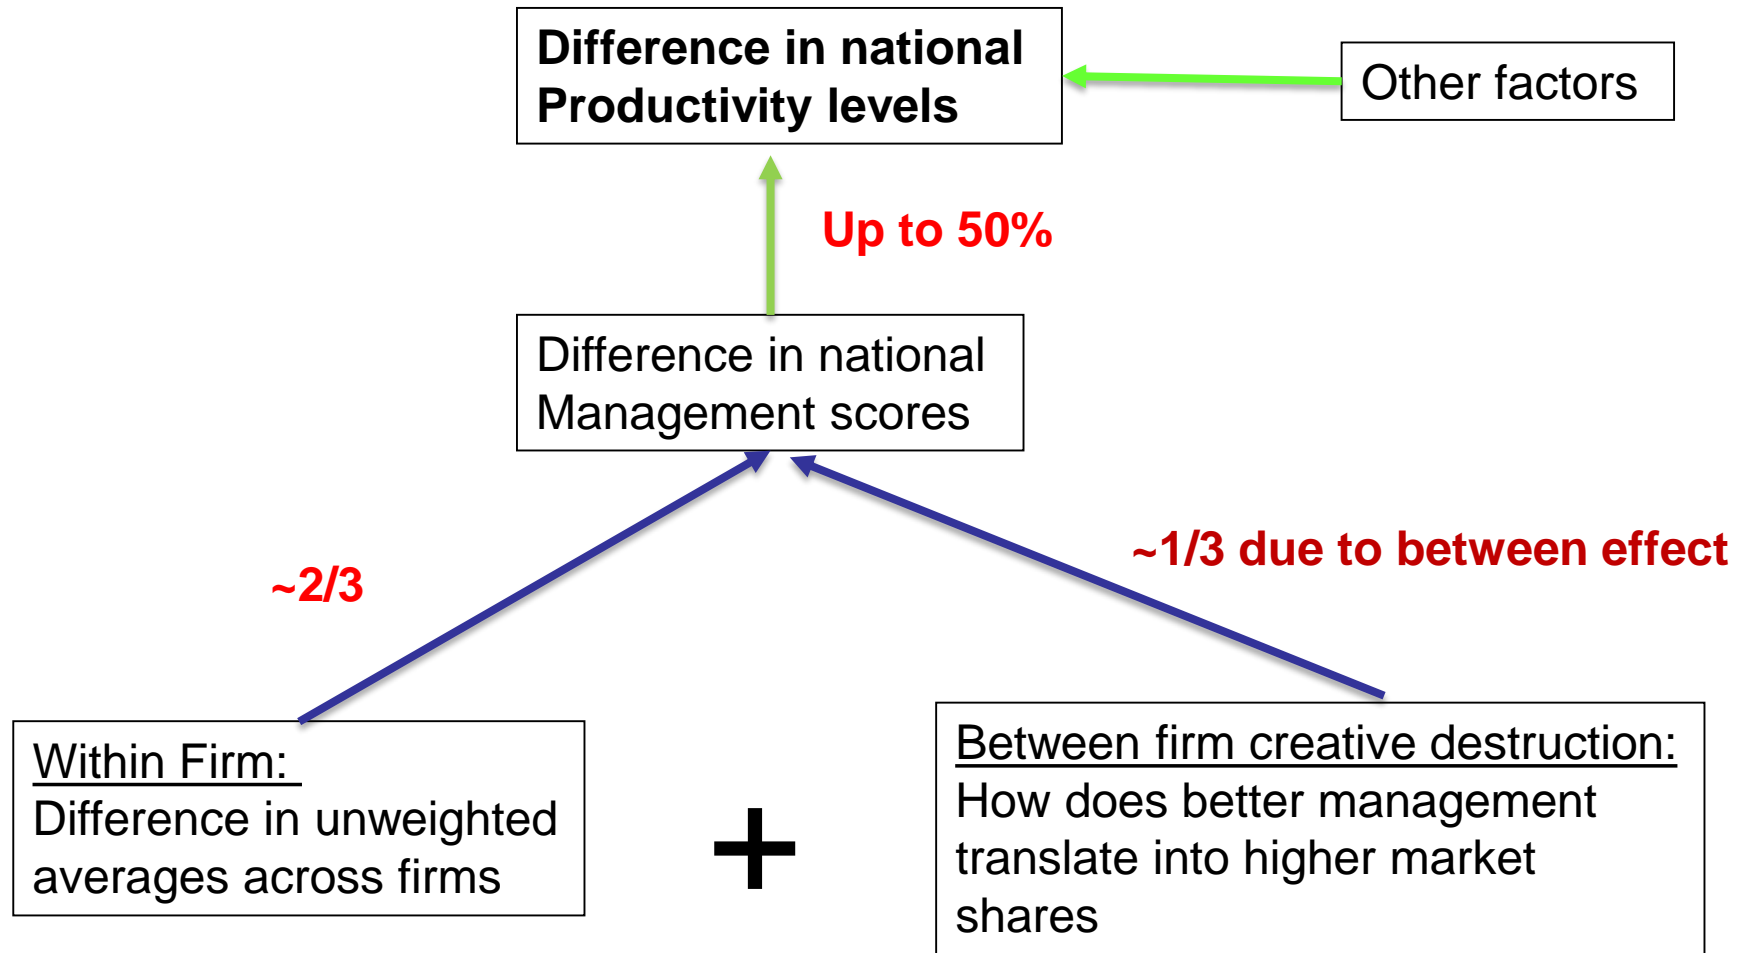 Difference in national
Productivity levels
Other factors
Up to 50%
Difference in national
Management scores
~2/3
~1/3 due to between effect
Within Firm:
Difference in unweighted
averages across firms
+
Between firm creative destruction:
How does better management
translate into higher market
shares